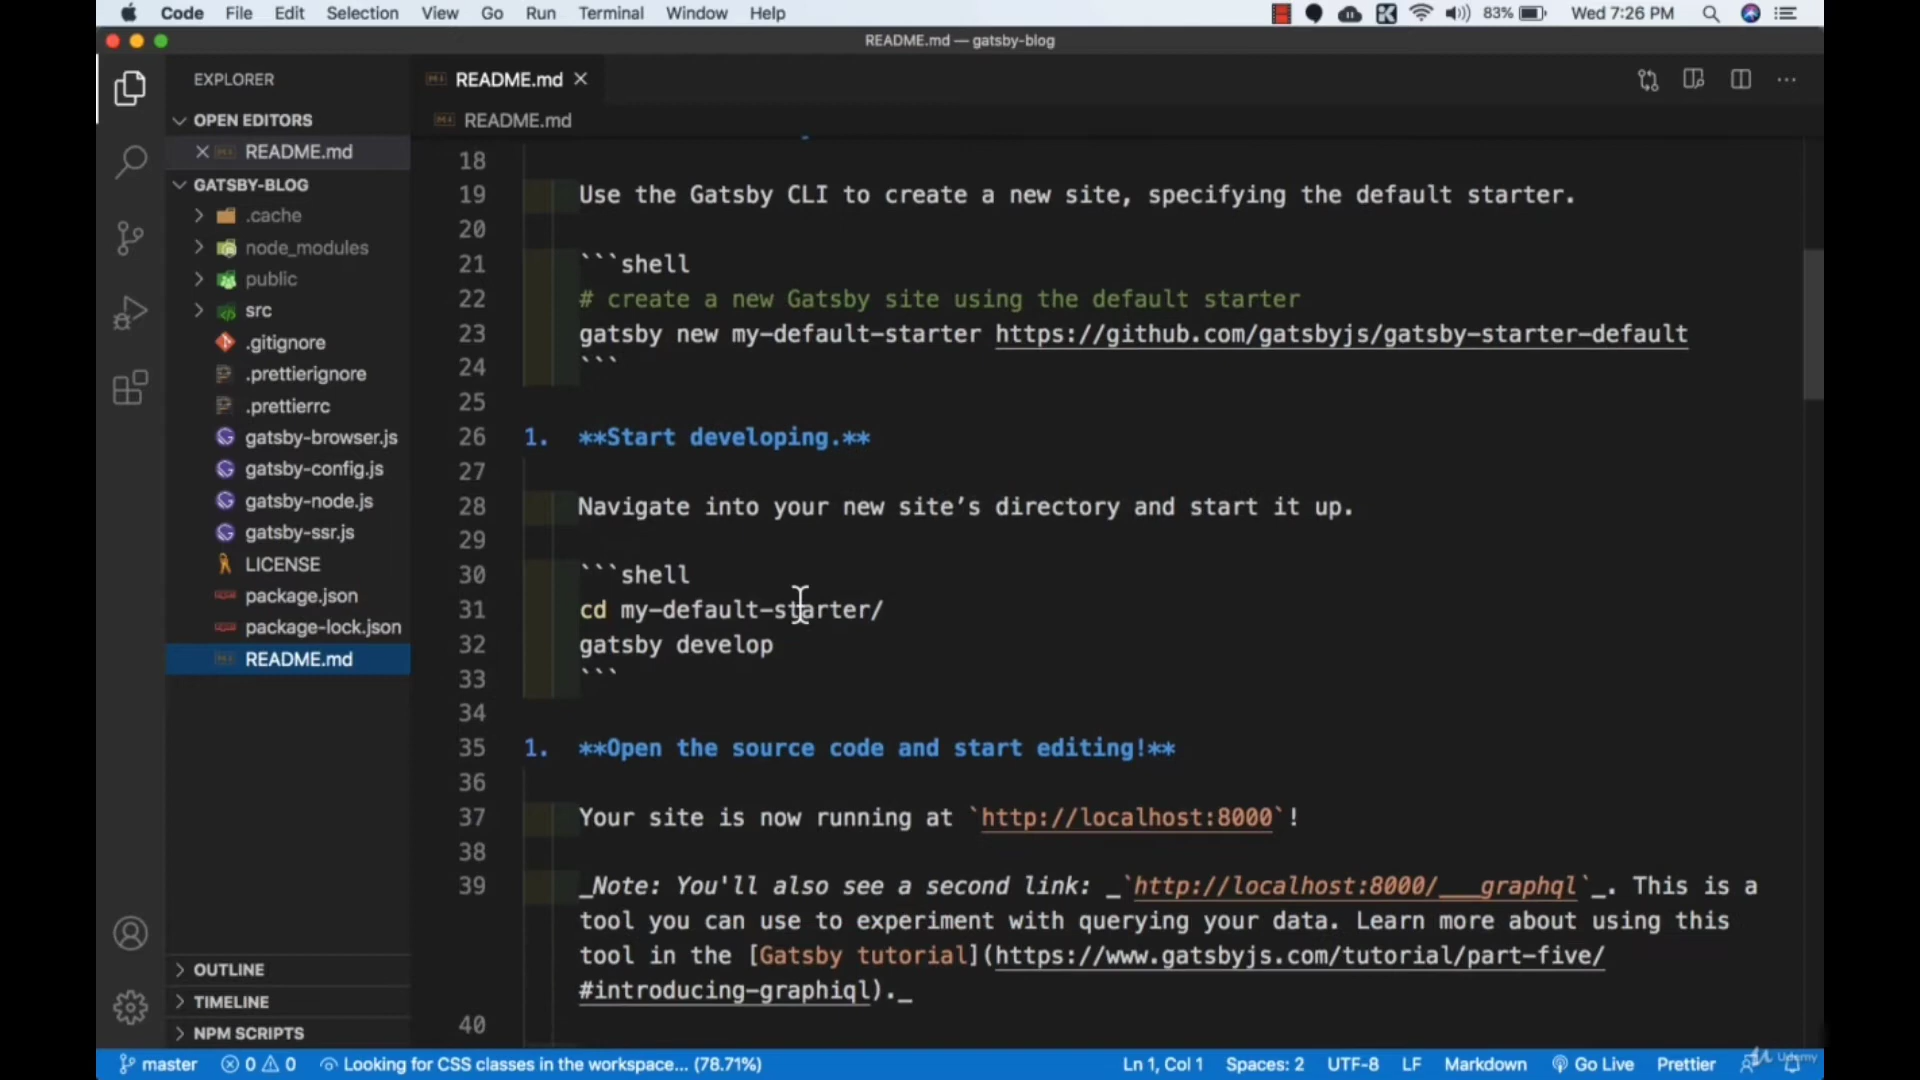 Code File Edit Selection View Go Run Terminal Window Help 83% Wed 7:26 PM
README.md — gatsby-blog
EXPLORER
OPEN EDITORS
README.md
GATSBY-BLOG
.cache
node_modules
public
src
.gitignore
.prettierignore
.prettierrc
gatsby-browser.js
gatsby-config.js
gatsby-node.js
gatsby-ssr.js
LICENSE
package.json
package-lock.json
README.md
OUTLINE
TIMELINE
NPM SCRIPTS
README.md
README.md
18
19 Use the Gatsby CLI to create a new site, specifying the default starter.
20
21 ```shell
22 # create a new Gatsby site using the default starter
23 gatsby new my-default-starter https://github.com/gatsbyjs/gatsby-starter-default
24 ```
25
26 1. **Start developing.**
27
28 Navigate into your new site’s directory and start it up.
29
30 ```shell
31 cd my-default-starter/
32 gatsby develop
33 ```
34
35 1. **Open the source code and start editing!**
36
37 Your site is now running at `http://localhost:8000`!
38
39 _Note: You'll also see a second link: _`http://localhost:8000/___graphql`_. This is a
tool you can use to experiment with querying your data. Learn more about using this
tool in the [Gatsby tutorial](https://www.gatsbyjs.com/tutorial/part-five/
#introducing-graphiql)._
40
master 0 0 Looking for CSS classes in the workspace... (78.71%) Ln 1, Col 1 Spaces: 2 UTF-8 LF Markdown Go Live Prettier
Udemy